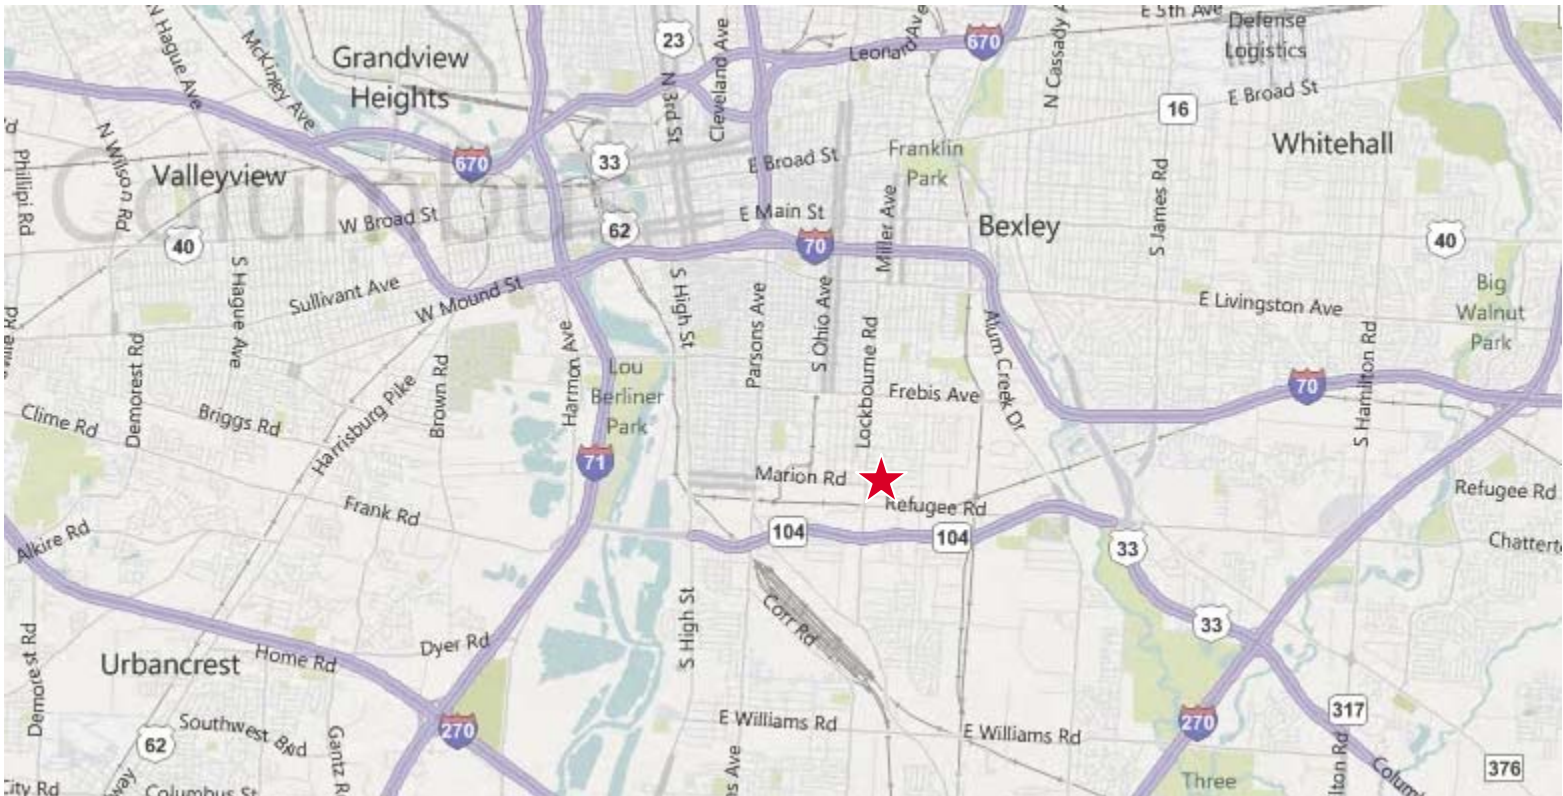 N Hague Ave
McKinley Ave
Grandview
Heights
23
N 3rd St
Cleveland Ave
Leonard Ave
670
N Cassady A
E 5th Ave
Defense
Logistics
16
E Broad St
Whitehall
Phillipi Rd
N Wilson Rd
Valleyview
Columbu
670
33
E Broad St
Franklin
Park
W Broad St
40
62
E Main St
70
Miller Ave
Bexley
S James Rd
40
S Hague Ave
Sullivant Ave
W Mound St
S High St
Parsons Ave
S Ohio Ave
Lockbourne Rd
Alum Creek Dr
E Livingston Ave
Big
Walnut
Park
Demorest Rd
Brown Rd
Harmon Ave
Lou
Berliner
Park
Frebis Ave
70
S Hamilton Rd
Clime Rd
Briggs Rd
Harrisburg Pike
71
Marion Rd
Refugee Rd
Refugee Rd
Frank Rd
Alkire Rd
104
104
33
Chatterte
Corr Rd
S High St
33
Demorest Rd
Urbancrest
Home Rd
Dyer Rd
62
Southwest Blvd
Gantz R
270
E Williams Rd
E Williams Rd
270
317
376
City Rd
way
Columbus St
ns Ave
Three
ilton Rd
Colum